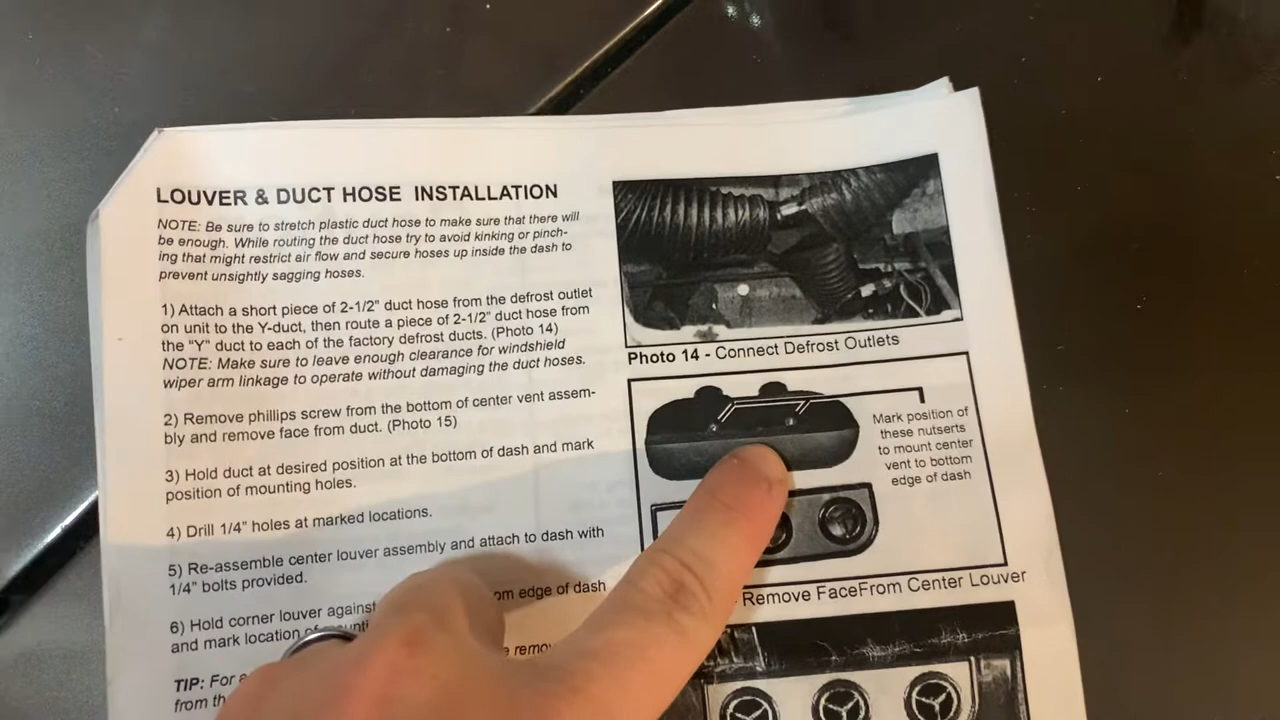 LOUVER & DUCT HOSE INSTALLATION
NOTE: Be sure to stretch plastic duct hose to make sure that there will
be enough. While routing the duct hose try to avoid kinking or pinch-
ing that might restrict air flow and secure hoses up inside the dash to
prevent unsightly sagging hoses.
1) Attach a short piece of 2-1/2" duct hose from the defrost outlet
on unit to the Y-duct, then route a piece of 2-1/2" duct hose from
the "Y" duct to each of the factory defrost ducts. (Photo 14)
NOTE: Make sure to leave enough clearance for windshield
wiper arm linkage to operate without damaging the duct hoses.
2) Remove phillips screw from the bottom of center vent assem-
bly and remove face from duct. (Photo 15)
3) Hold duct at desired position at the bottom of dash and mark
position of mounting holes.
4) Drill 1/4" holes at marked locations.
5) Re-assemble center louver assembly and attach to dash with
1/4" bolts provided.
6) Hold corner louver against edge of dash
and mark location
TIP: For
from
Photo 14 - Connect Defrost Outlets
Mark position of
these nutserts
to mount center
vent to bottom
edge of dash
Remove FaceFrom Center Louver